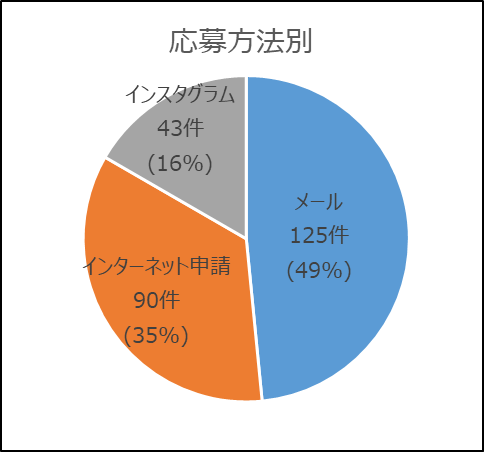 応募方法別
インスタグラム
43件
(16%)
メール
125件
(49%)
インターネット申請
90件
(35%)